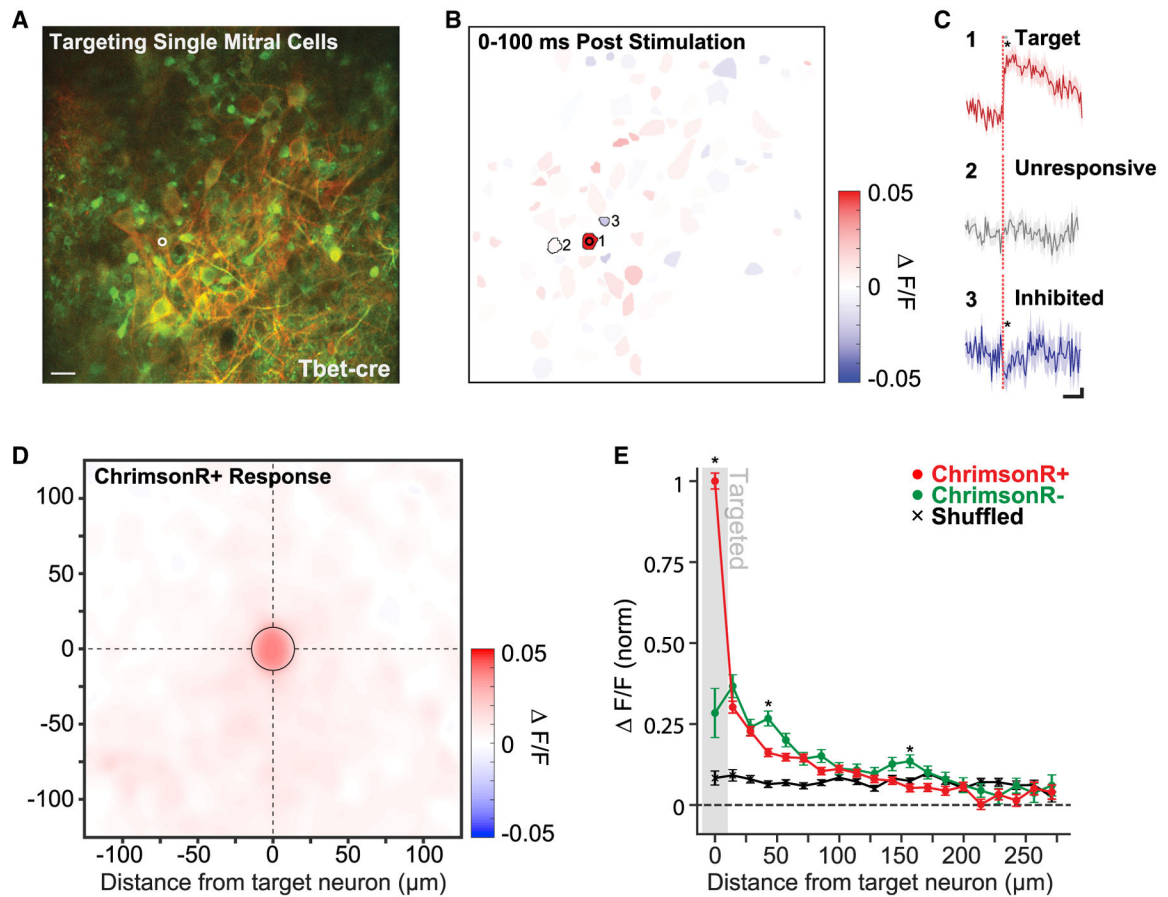 A
Targeting Single Mitral Cells
Tbet-cre
B
0-100 ms Post Stimulation
3
2
1
0.05
0
-0.05
Δ F/F
C
1 Target
*
2 Unresponsive
3 Inhibited
*
D
ChrimsonR+ Response
100
50
0
-50
-100
-100 -50 0 50 100
Distance from target neuron (μm)
0.05
0
-0.05
Δ F/F
E
*
Targeted
*
*
ChrimsonR+
ChrimsonR-
× Shuffled
1
0.75
0.50
0.25
0
Δ F/F (norm)
0 50 100 150 200 250
Distance from target neuron (μm)